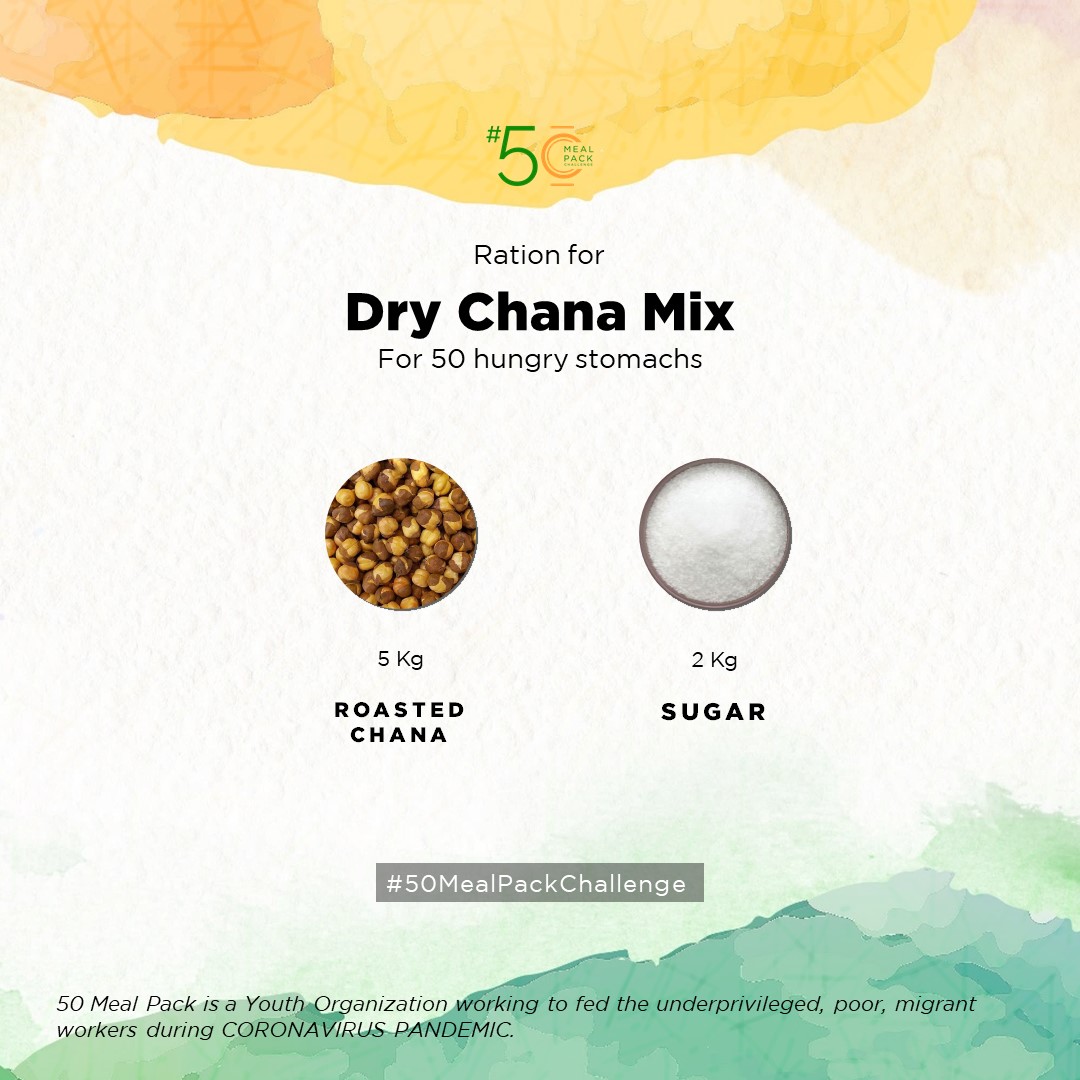 #50
MEAL
PACK
CHALLENGE
Ration for
Dry Chana Mix
For 50 hungry stomachs
5 Kg
2 Kg
ROASTED
CHANA
SUGAR
#50MealPackChallenge
50 Meal Pack is a Youth Organization working to fed the underprivileged, poor, migrant
workers during CORONAVIRUS PANDEMIC.